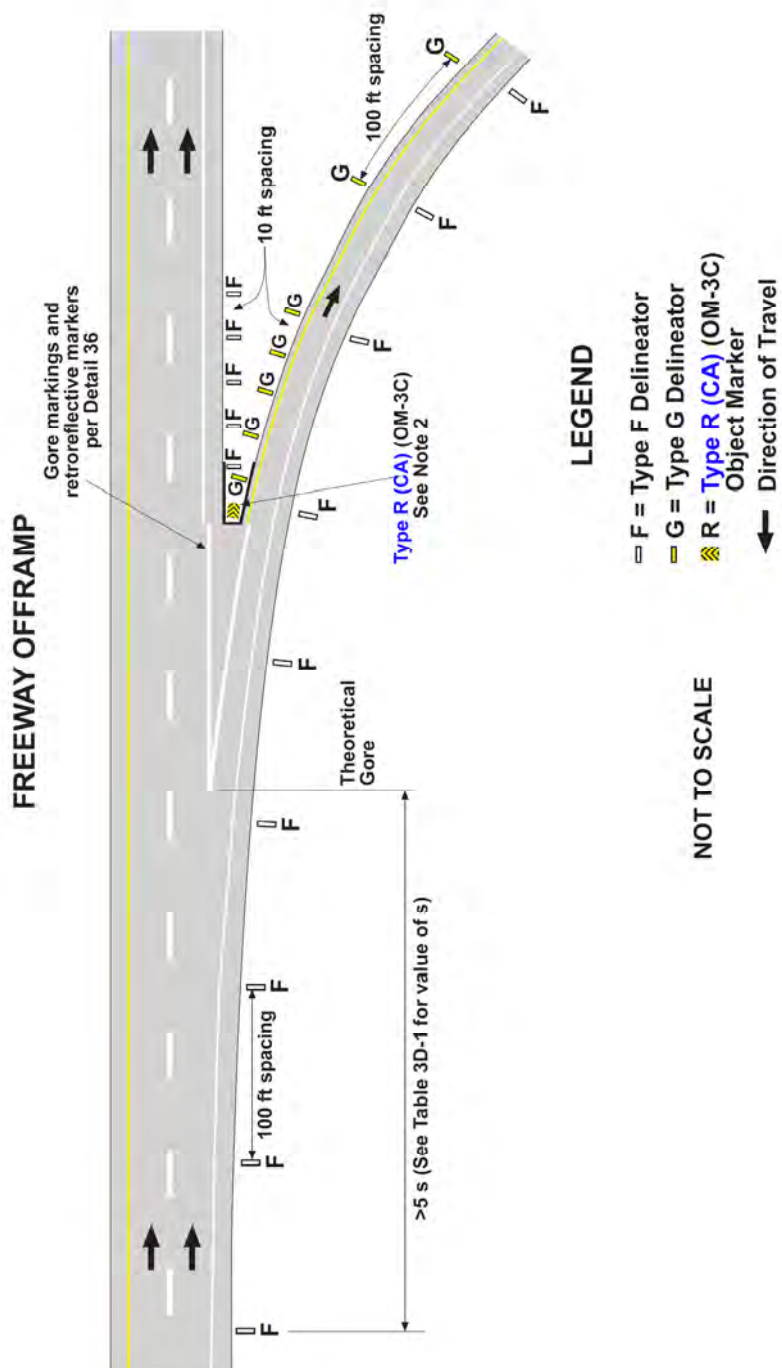 FREEWAY OFFRAMP
Gore markings and
retroreflective markers
per Detail 36
10 ft spacing
100 ft spacing
G
G
F
F
F
F
F
F
F
G
G
G
G
G
F
F
F
F
F
F
F
Type R (CA) (OM-3C)
See Note 2
Theoretical
Gore
100 ft spacing
>5 s (See Table 3D-1 for value of s)
NOT TO SCALE
LEGEND
F = Type F Delineator
G = Type G Delineator
R = Type R (CA) (OM-3C)
Object Marker
Direction of Travel